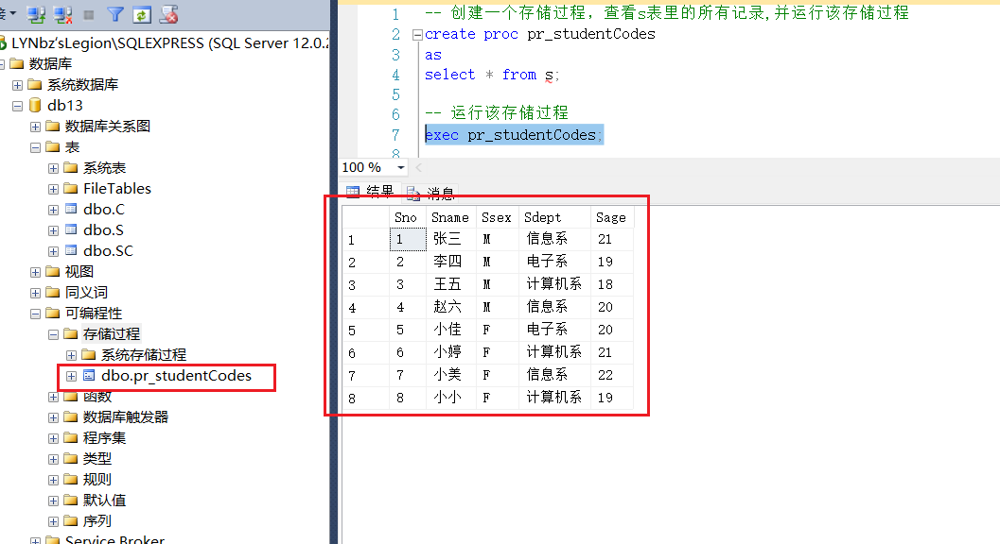 LYNbz'sLegion\SQLEXPRESS (SQL Server 12.0.2
数据库
系统数据库
db13
数据库关系图
表
系统表
FileTables
dbo.C
dbo.S
dbo.SC
视图
同义词
可编程性
存储过程
系统存储过程
dbo.pr_studentCodes
函数
数据库触发器
程序集
类型
规则
默认值
序列
Service Broker
1 -- 创建一个存储过程，查看s表里的所有记录,并运行该存储过程
2 create proc pr_studentCodes
3 as
4 select * from s;
5
6 -- 运行该存储过程
7 exec pr_studentCodes;
8
100 %
结果 消息
Sno Sname Ssex Sdept Sage
1 1 张三 M 信息系 21
2 2 李四 M 电子系 19
3 3 王五 M 计算机系 18
4 4 赵六 M 信息系 20
5 5 小佳 F 电子系 20
6 6 小婷 F 计算机系 21
7 7 小美 F 信息系 22
8 8 小小 F 计算机系 19